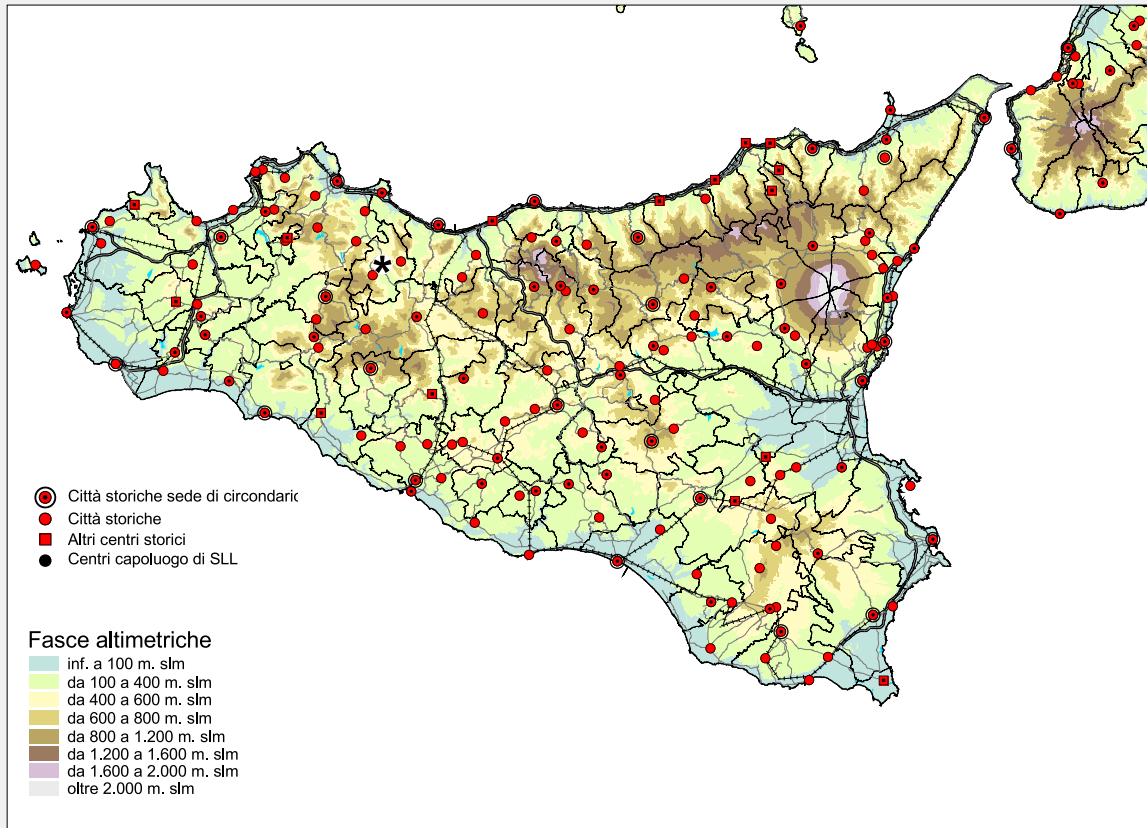 *
Città storiche sede di circondario
Città storiche
Altri centri storici
Centri capoluogo di SLL
Fasce altimetriche
inf. a 100 m. slm
da 100 a 400 m. slm
da 400 a 600 m. slm
da 600 a 800 m. slm
da 800 a 1.200 m. slm
da 1.200 a 1.600 m. slm
da 1.600 a 2.000 m. slm
oltre 2.000 m. slm